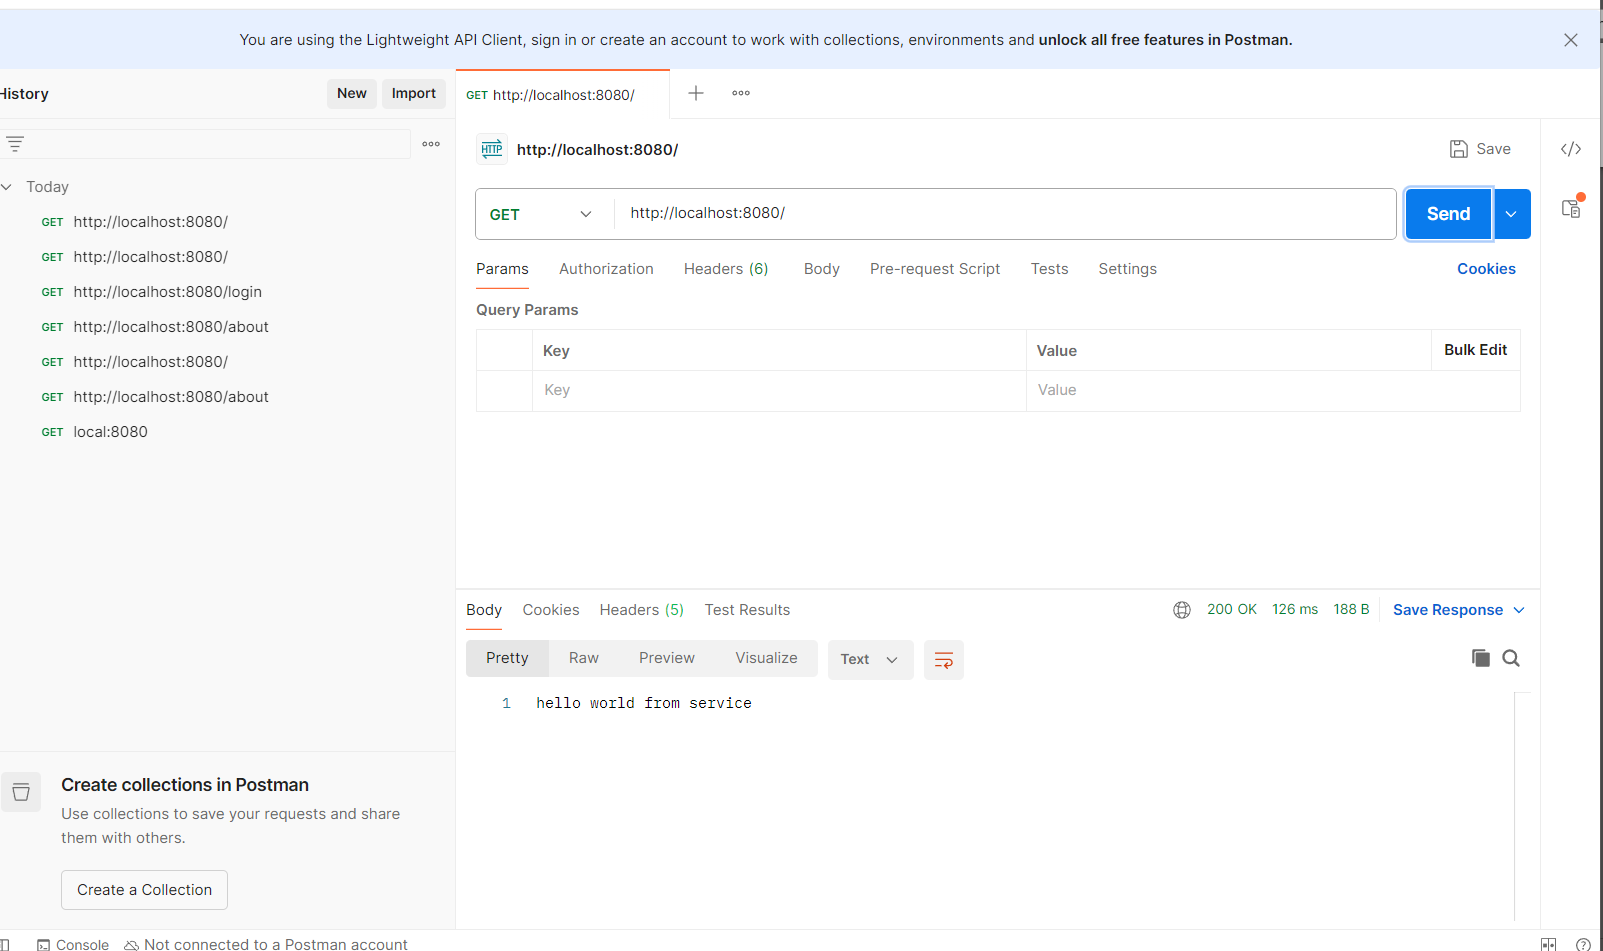 You are using the Lightweight API Client, sign in or create an account to work with collections, environments and unlock all free features in Postman.
History
New
Import
GET http://localhost:8080/
HTTP http://localhost:8080/
Save
Today
GET http://localhost:8080/
GET http://localhost:8080/
GET http://localhost:8080/login
GET http://localhost:8080/about
GET http://localhost:8080/
GET http://localhost:8080/about
GET local:8080
GET
http://localhost:8080/
Send
Params Authorization Headers (6) Body Pre-request Script Tests Settings Cookies
Query Params
Key Value Bulk Edit
Key Value
Body Cookies Headers (5) Test Results 200 OK 126 ms 188 B Save Response
Pretty Raw Preview Visualize Text
1 hello world from service
Create collections in Postman
Use collections to save your requests and share
them with others.
Create a Collection
Console Not connected to a Postman account